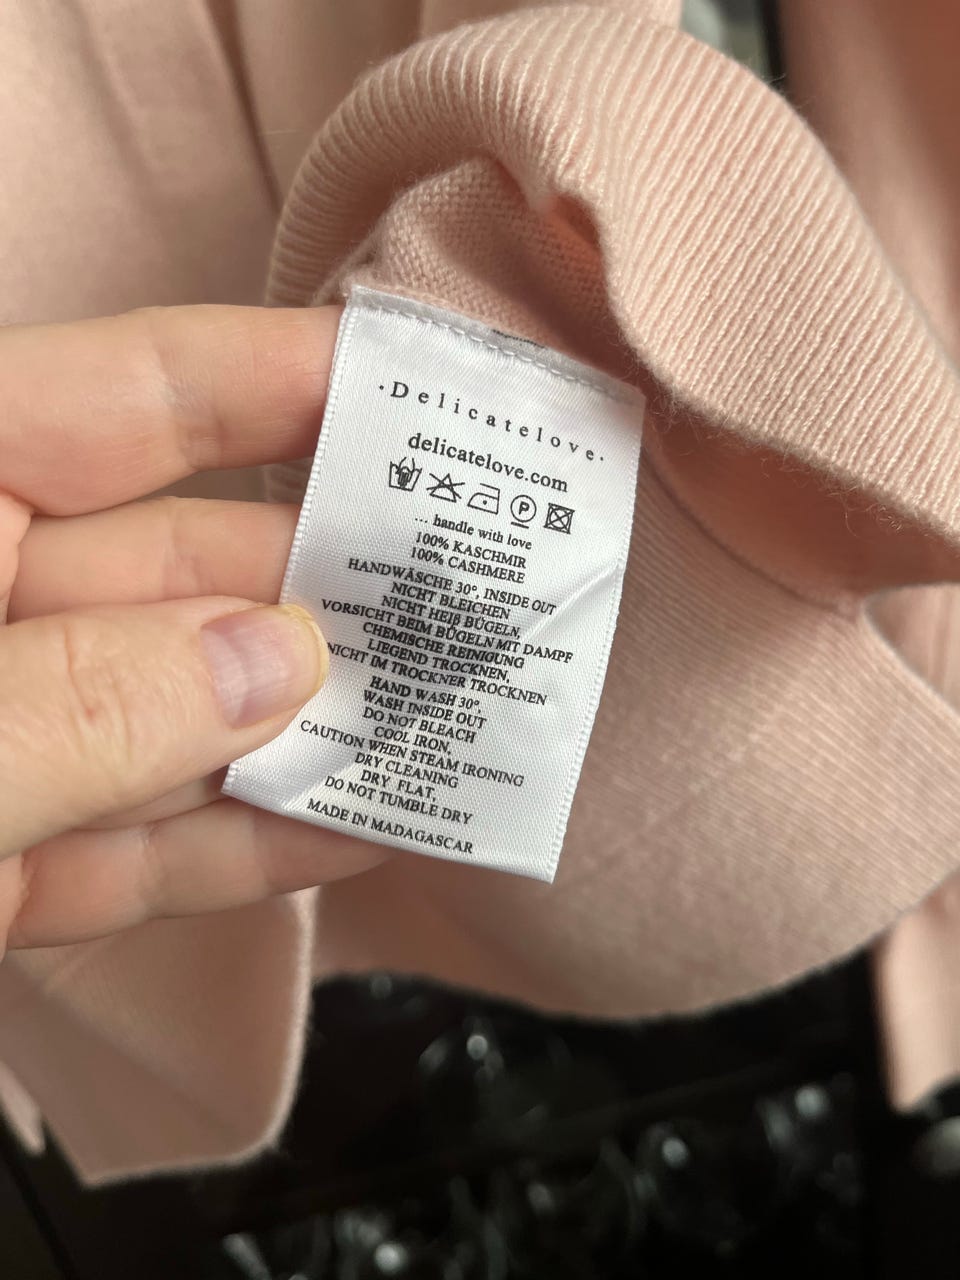 ·Delicatelove·
delicatelove.com
P
... handle with love
100% KASCHMIR
100% CASHMERE
HANDWÄSCHE 30°, INSIDE OUT
NICHT BLEICHEN
NICHT HEIß BÜGELN,
VORSICHT BEIM BÜGELN MIT DAMPF
CHEMISCHE REINIGUNG
LIEGEND TROCKNEN,
NICHT IM TROCKNER TROCKNEN
HAND WASH 30°,
WASH INSIDE OUT
DO NOT BLEACH
COOL IRON,
CAUTION WHEN STEAM IRONING
DRY CLEANING
DRY FLAT,
DO NOT TUMBLE DRY
MADE IN MADAGASCAR